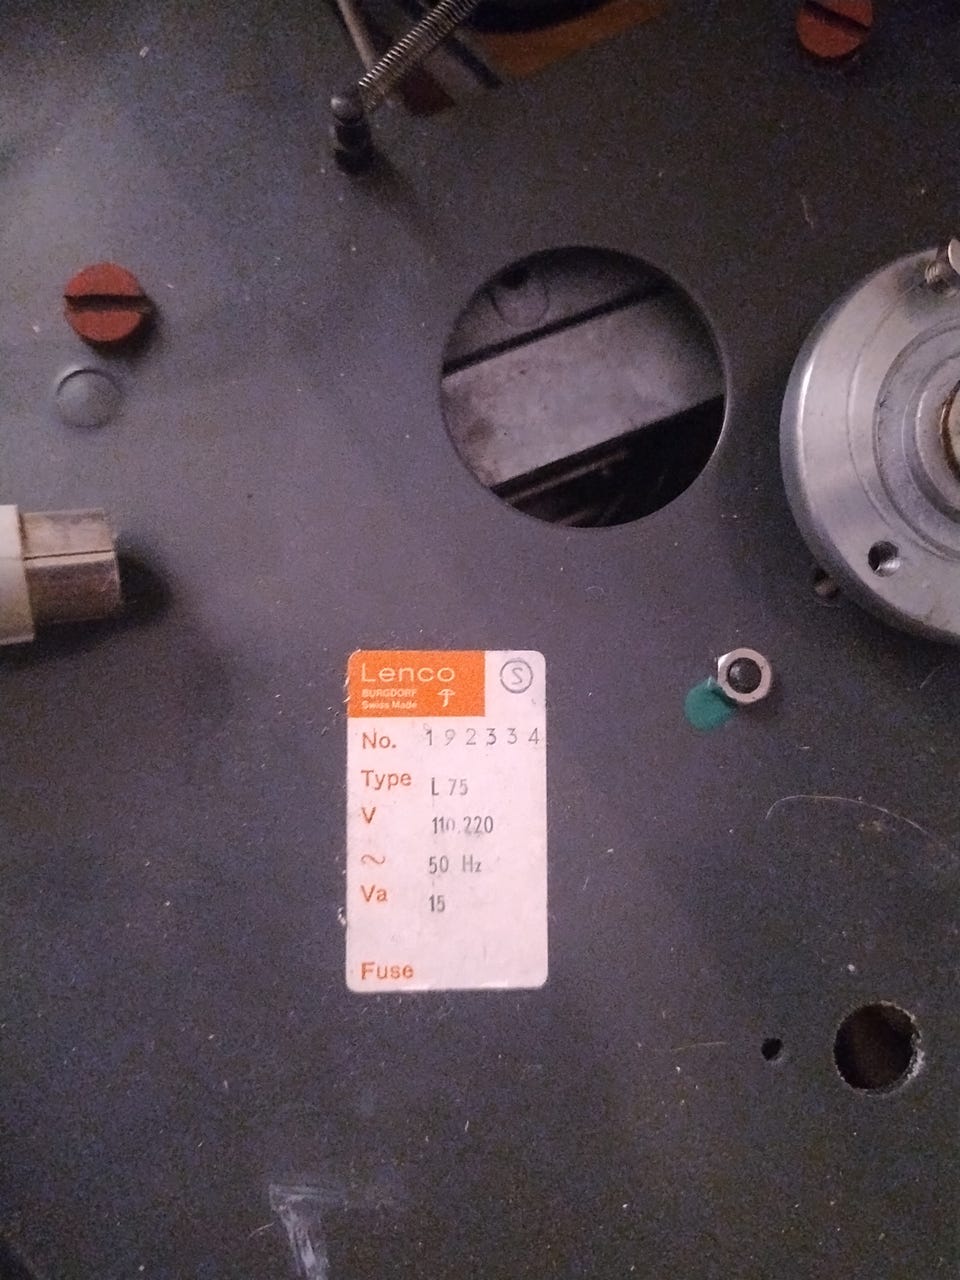 Lenco
BURGDORF
Swiss Made
S
No. 192334
Type L 75
V 110.220
~ 50 Hz
Va 15
Fuse